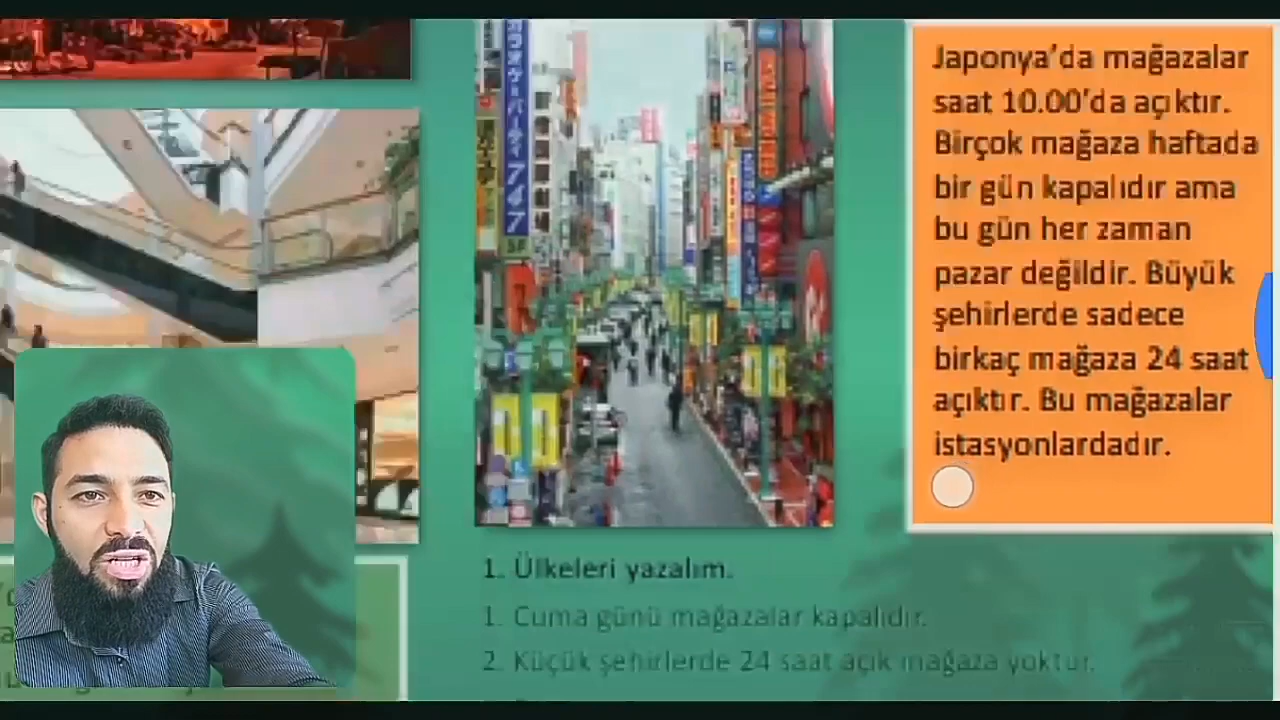 Japonya'da mağazalar
saat 10.00'da açıktır.
Birçok mağaza haftada
bir gün kapalıdır ama
bu gün her zaman
pazar değildir. Büyük
şehirlerde sadece
birkaç mağaza 24 saat
açıktır. Bu mağazalar
istasyonlardadır.
1. Ülkeleri yazalım.
1. Cuma günü mağazalar kapalıdır.
2. Küçük şehirlerde 24 saat açık mağaza yoktur.